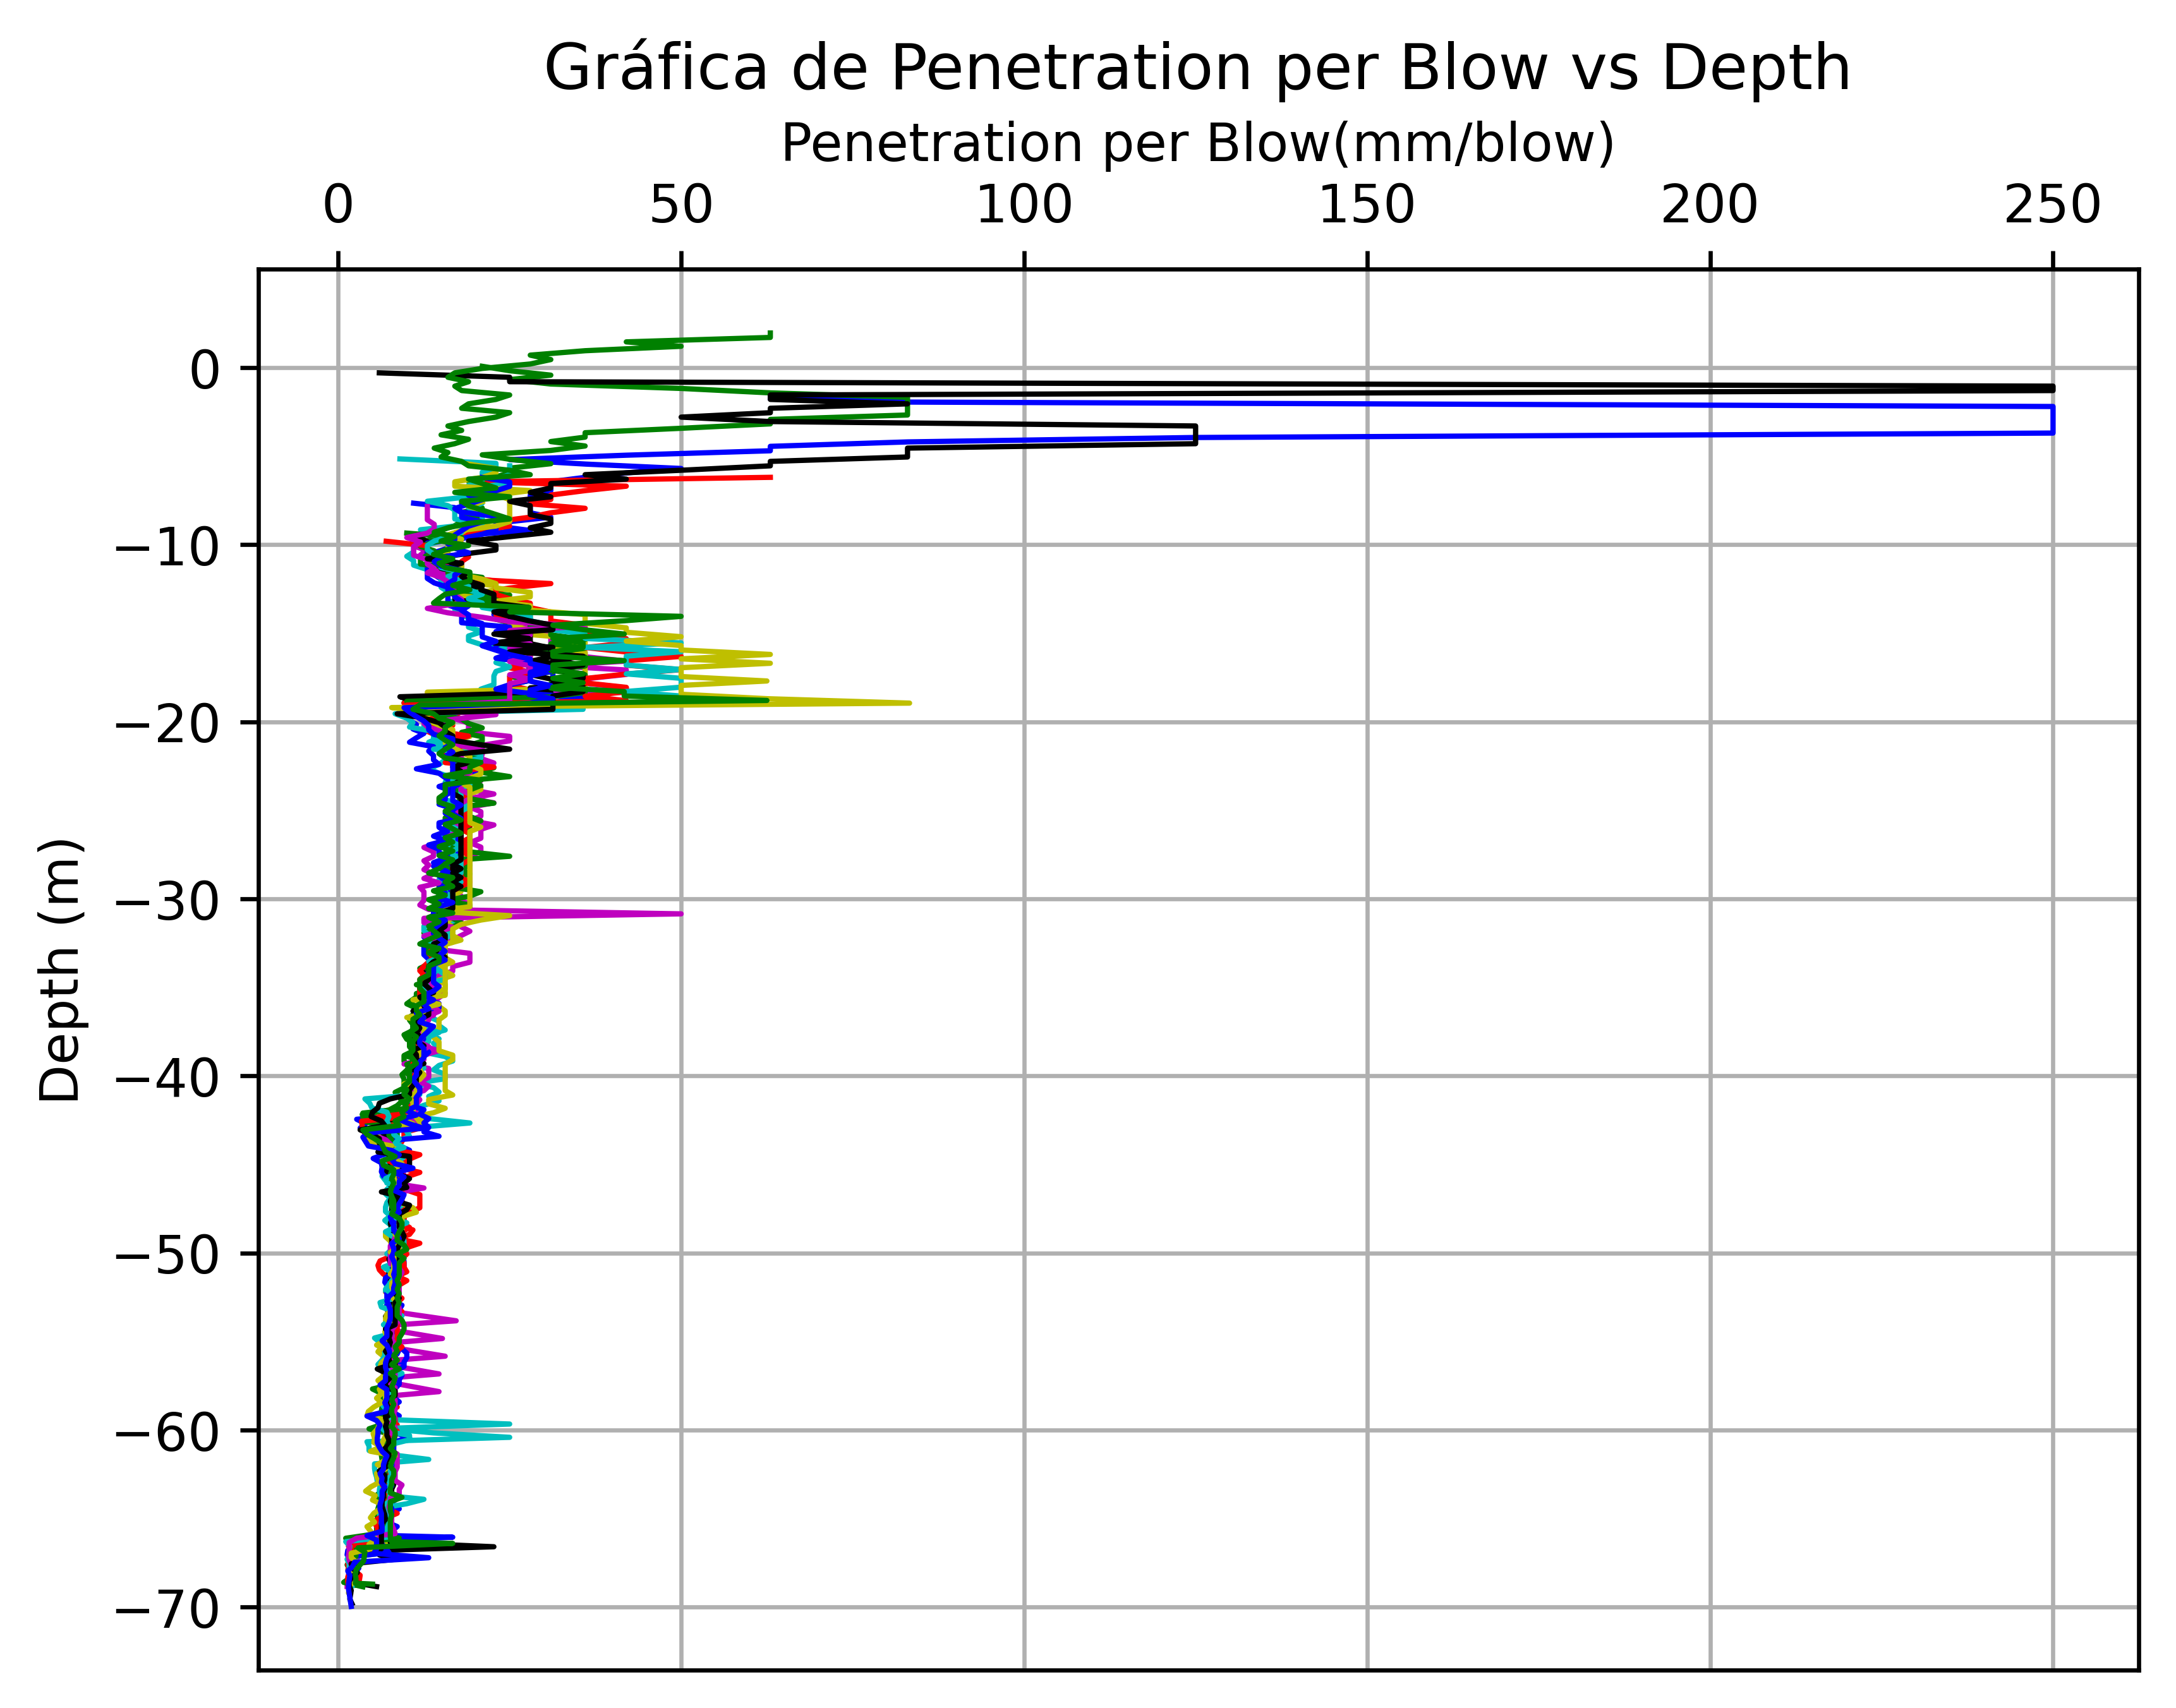 Gráfica de Penetration per Blow vs Depth
Penetration per Blow(mm/blow)
0 50 100 150 200 250
0
−10
−20
−30
−40
−50
−60
−70
Depth (m)